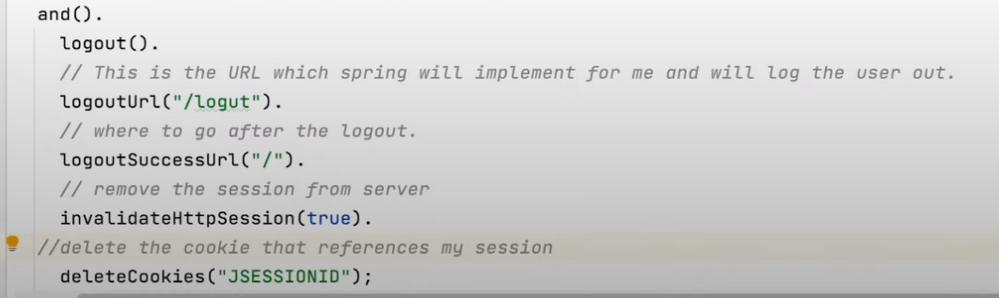 and().
logout().
// This is the URL which spring will implement for me and will log the user out.
logoutUrl("/logut").
// where to go after the logout.
logoutSuccessUrl("/").
// remove the session from server
invalidateHttpSession(true).
//delete the cookie that references my session
deleteCookies("JSESSIONID");